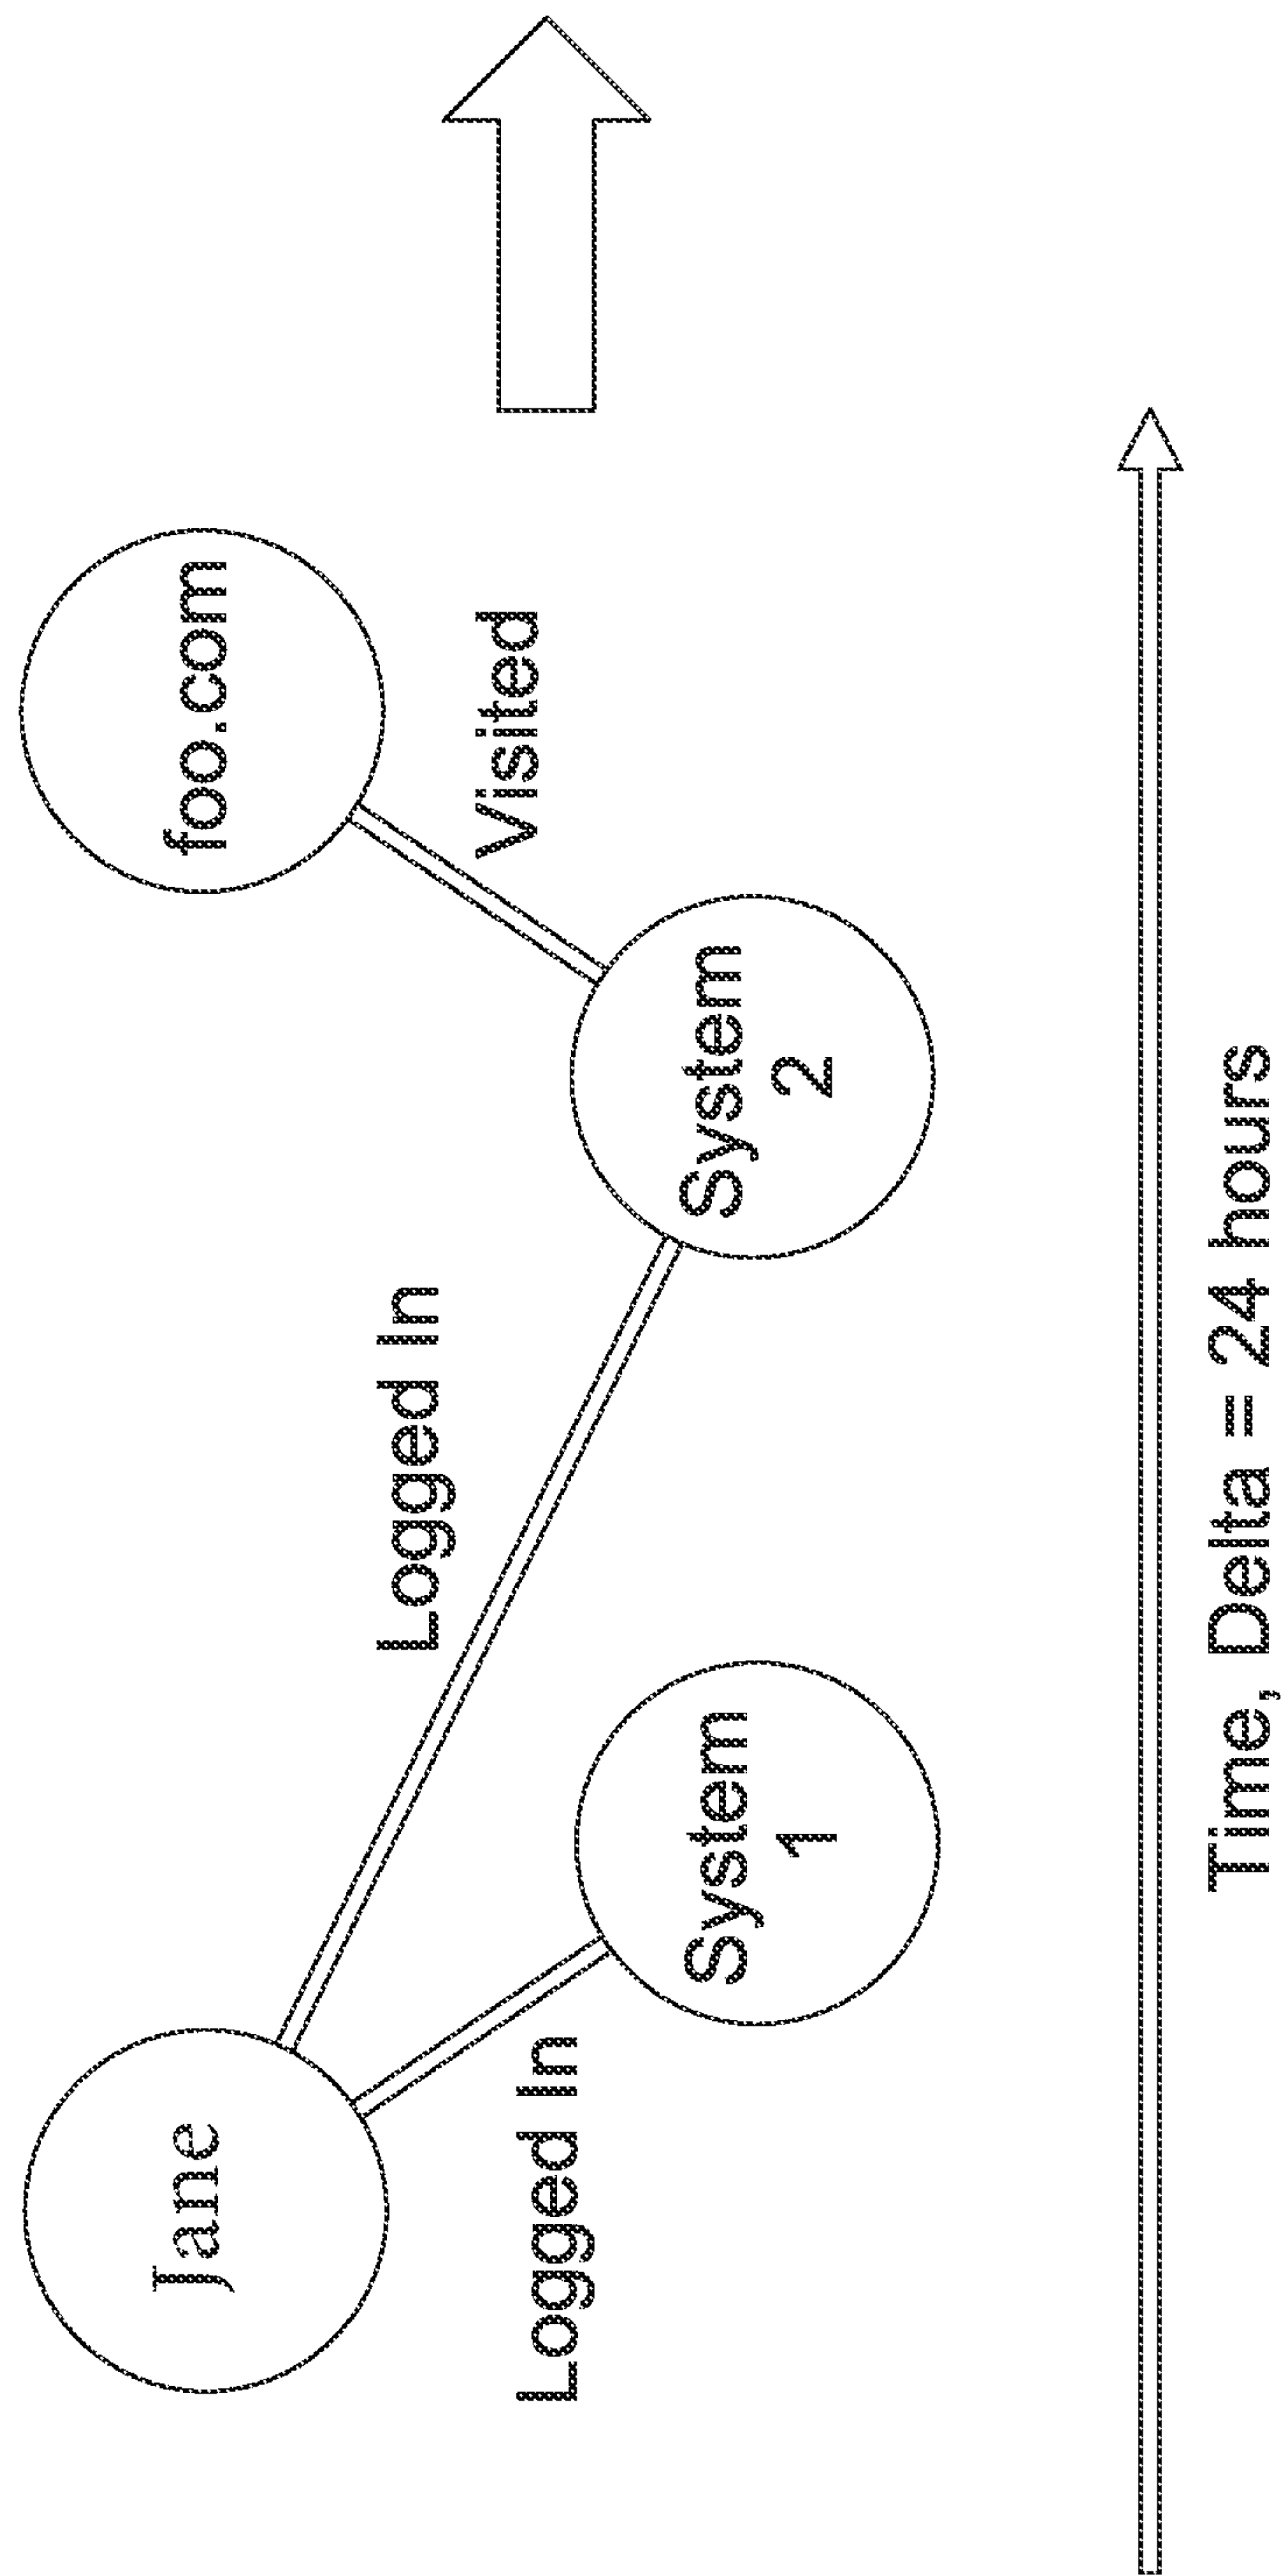 Jane
foo.com
Logged In
Visited
Logged In
System
1
System
2
Time, Delta = 24 hours